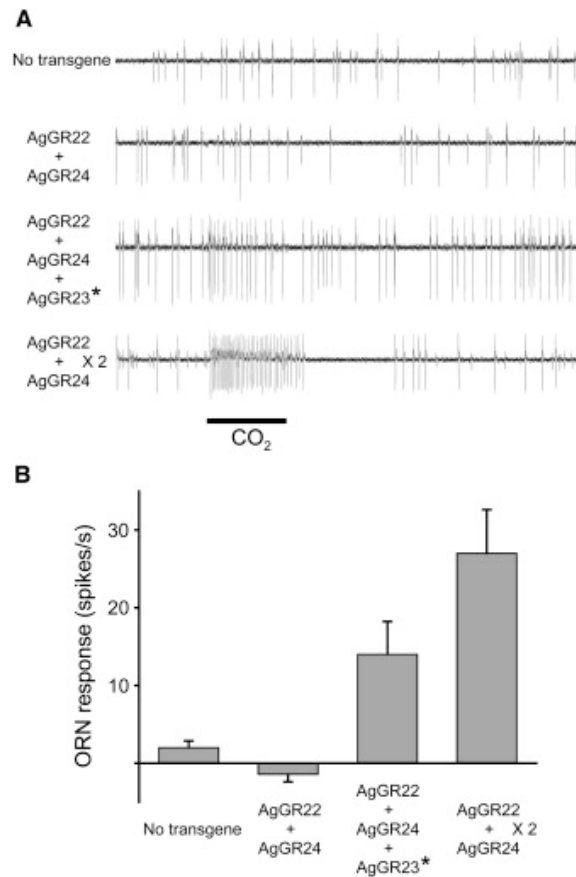 A
No transgene
AgGR22
+
AgGR24
AgGR22
+
AgGR24
+
AgGR23*
AgGR22
+ X 2
AgGR24
CO₂
B
ORN response (spikes/s)
30
20
10
No transgene
AgGR22
+
AgGR24
AgGR22
+
AgGR24
+
AgGR23*
AgGR22
+ X 2
AgGR24